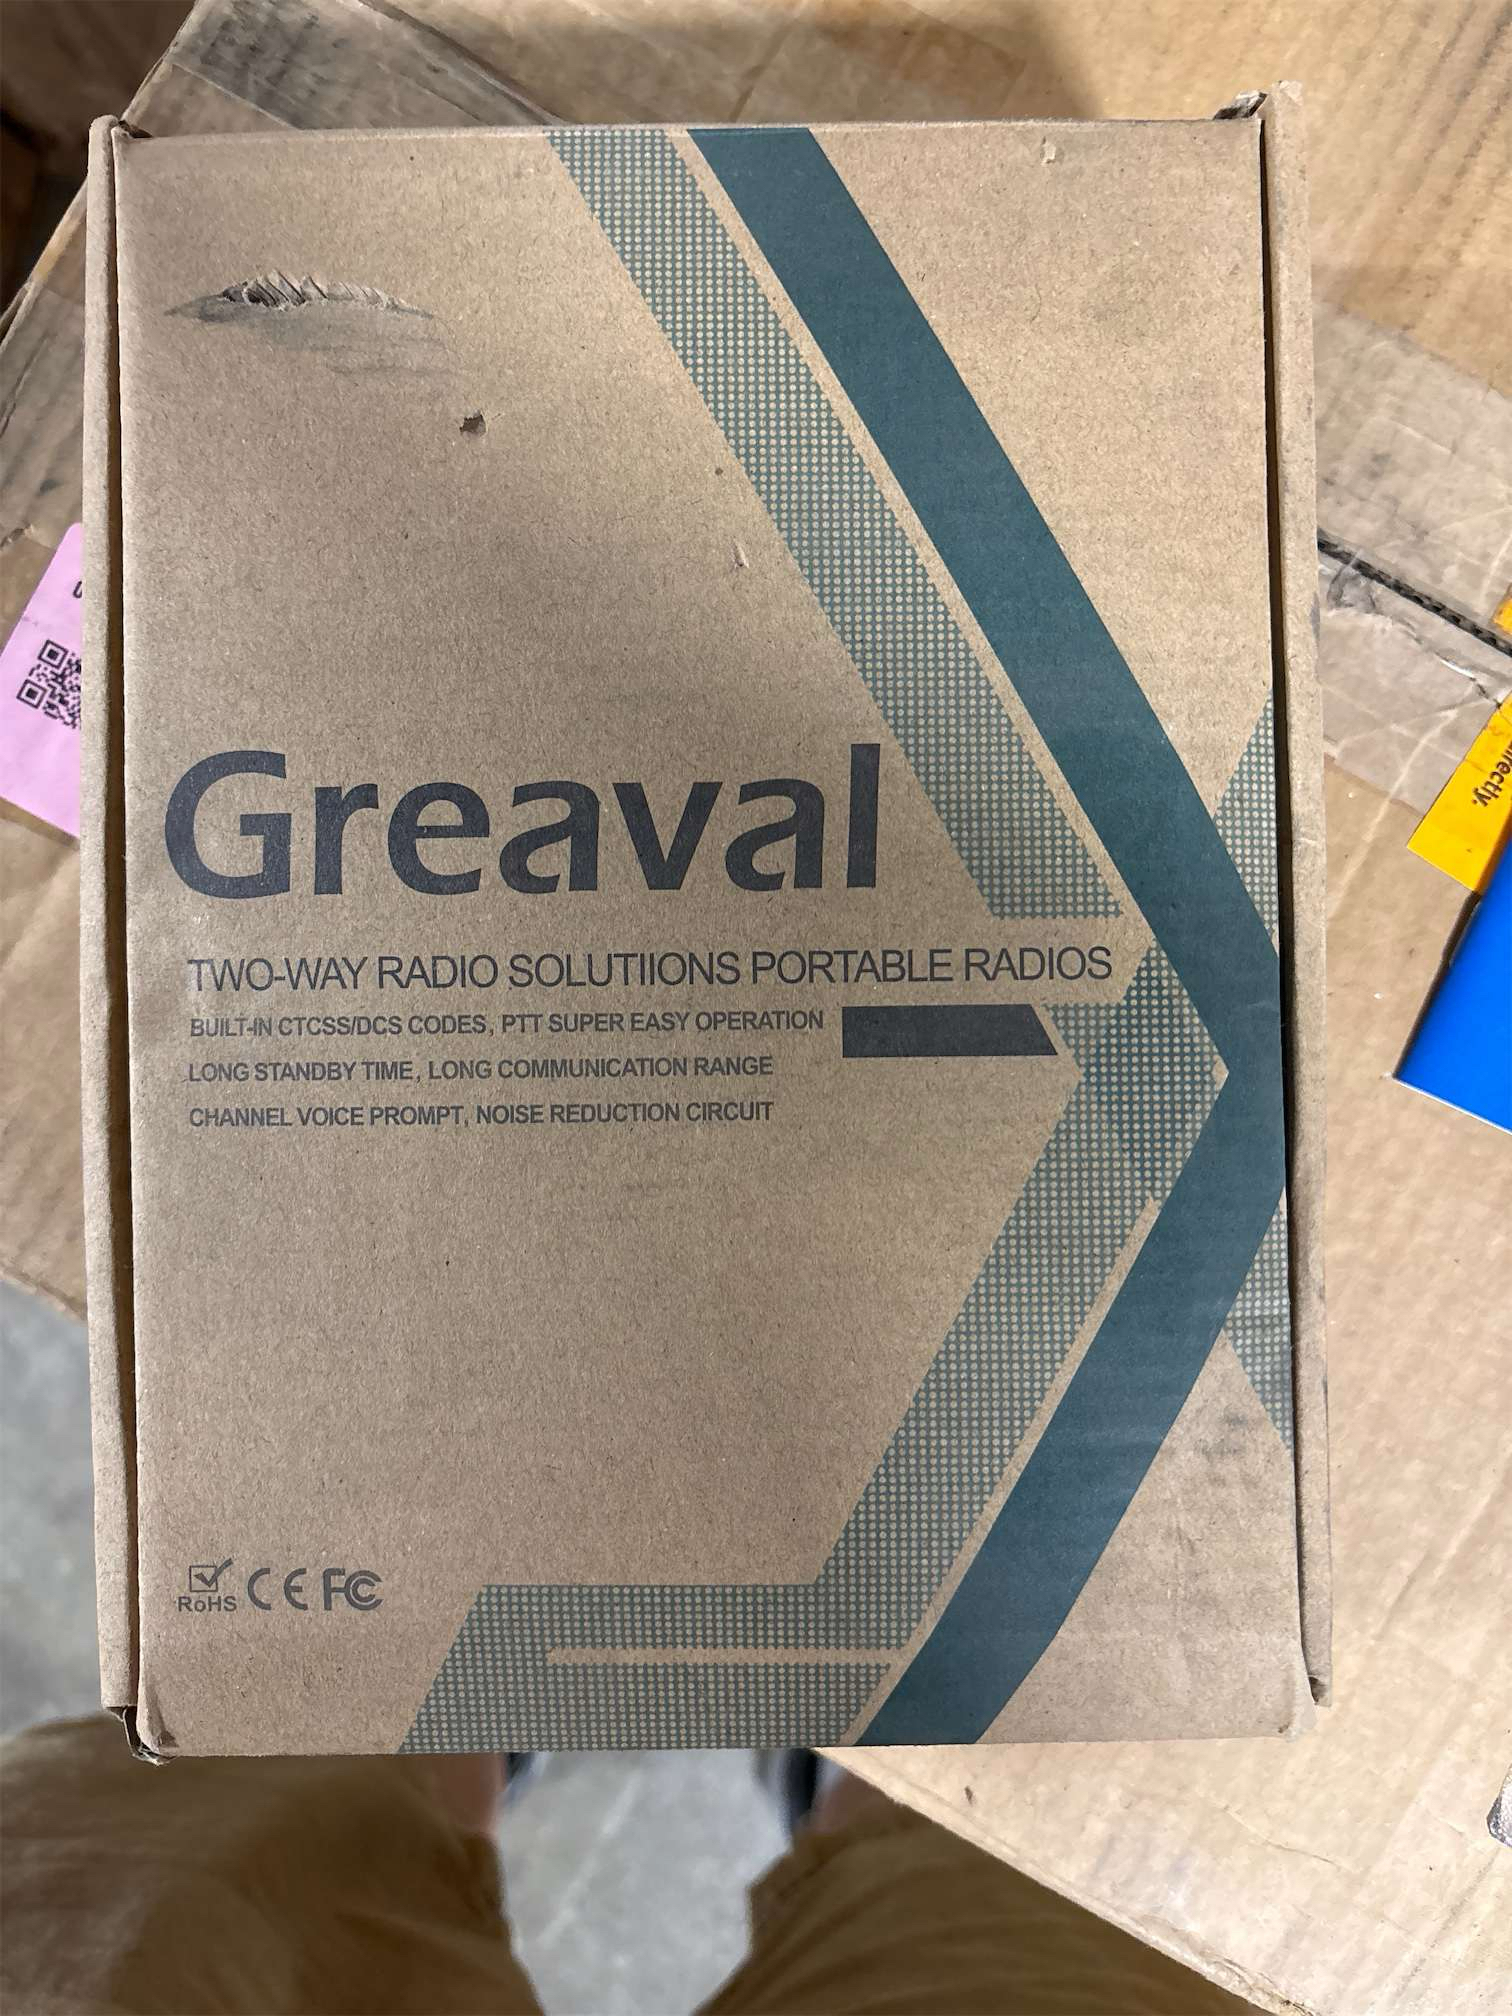 Greaval
TWO-WAY RADIO SOLUTIIONS PORTABLE RADIOS
BUILT-IN CTCSS/DCS CODES, PTT SUPER EASY OPERATION
LONG STANDBY TIME, LONG COMMUNICATION RANGE
CHANNEL VOICE PROMPT, NOISE REDUCTION CIRCUIT
RoHS CE FC